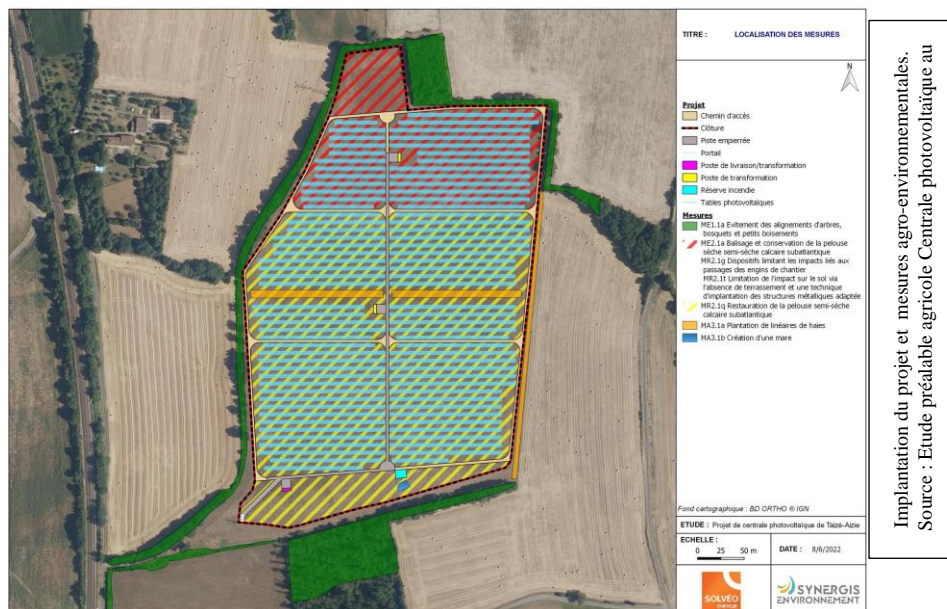 TITRE : LOCALISATION DES MESURES
N
Projet
Chemin d'accès
Clôture
Piste empierrée
Portail
Poste de livraison/transformation
Poste de transformation
Réserve incendie
Tables photovoltaïques
Mesures
ME1.1a Evitement des alignements d'arbres,
bosquets et petits boisements
ME2.1a Balisage et conservation de la pelouse
sèche semi-sèche calcaire subatlantique
MR2.1g Dispositifs limitant les impacts liés aux
passages des engins de chantier
MR2.1t Limitation de l'impact sur le sol via
l'absence de terrassement et une technique
d'implantation des structures métalliques adaptée
MR2.1q Restauration de la pelouse semi-sèche
calcaire subatlantique
MA3.1a Plantation de linéaires de haies
MA3.1b Création d'une mare
Fond cartographique : BD ORTHO ® IGN
ETUDE : Projet de centrale photovoltaïque de Taizé-Aizie
ECHELLE :
0 25 50 m
DATE : 8/6/2022
SOLVÉO
ENERGIE
SYNERGIS
ENVIRONNEMENT
Implantation du projet et mesures agro-environnementales.
Source : Etude préalable agricole Centrale photovoltaïque au